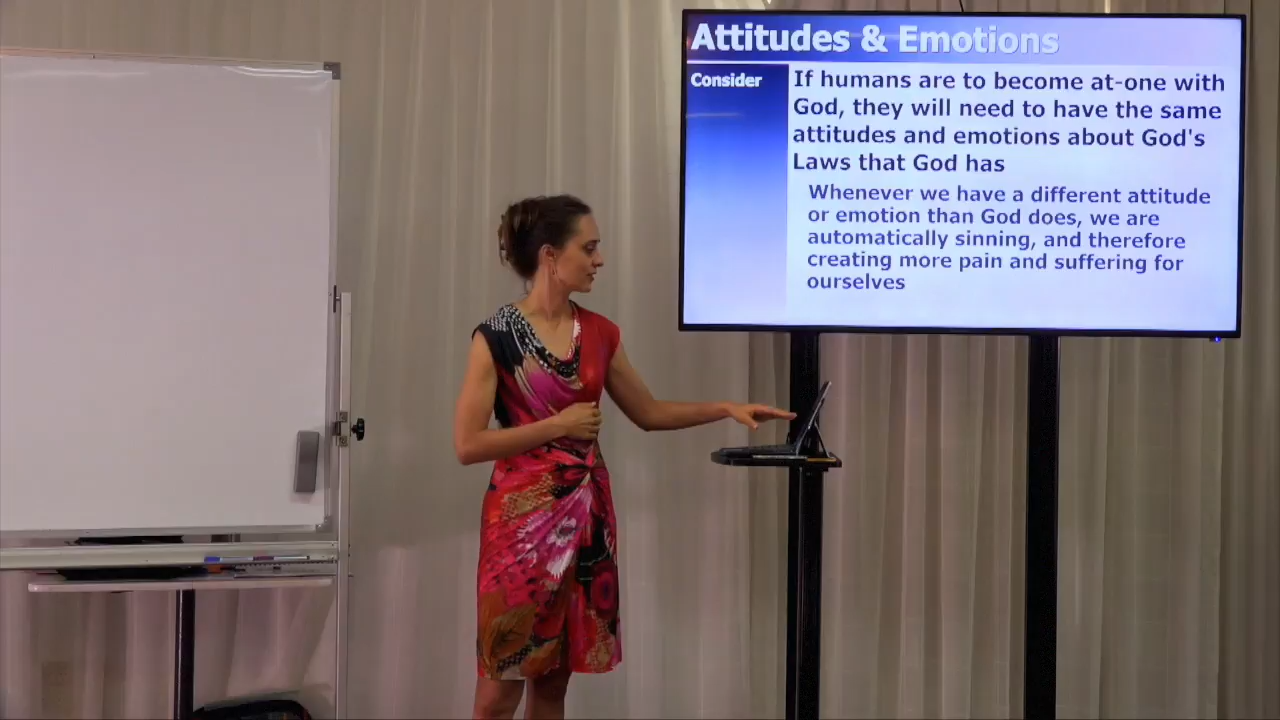 Attitudes & Emotions
Consider
If humans are to become at-one with
God, they will need to have the same
attitudes and emotions about God's
Laws that God has
Whenever we have a different attitude
or emotion than God does, we are
automatically sinning, and therefore
creating more pain and suffering for
ourselves